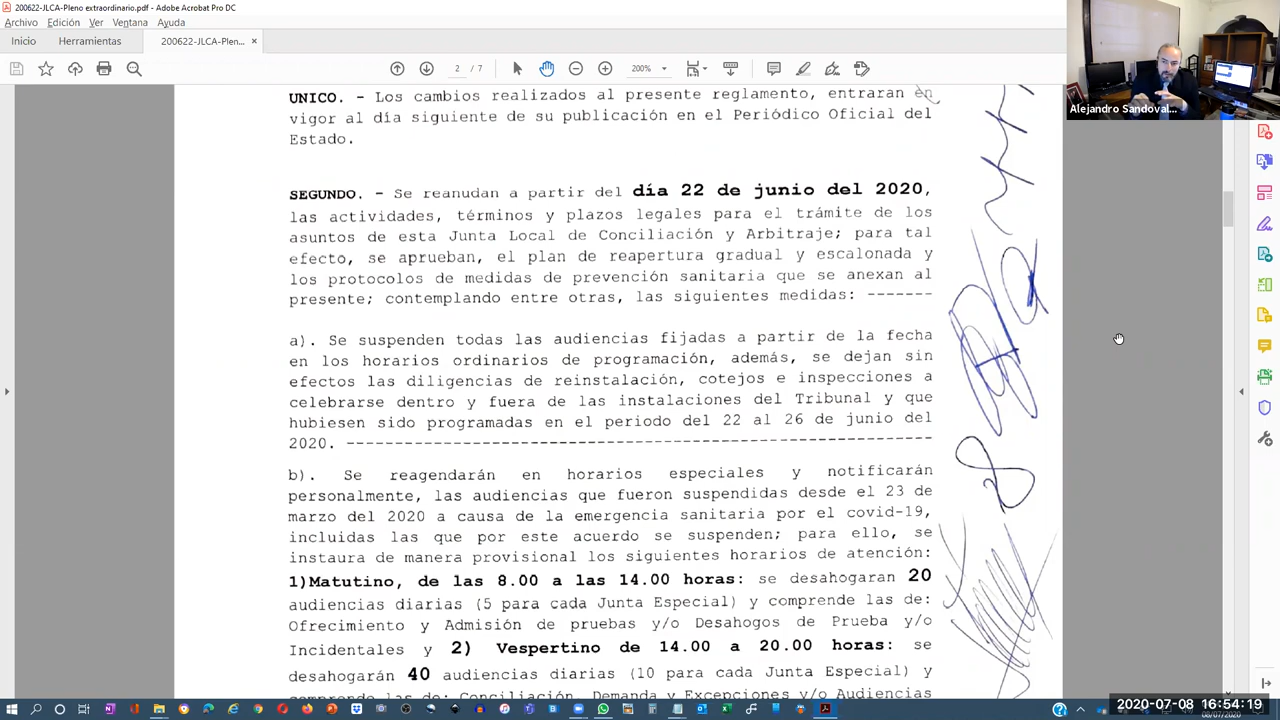 200622-JLCA-Pleno extraordinario.pdf - Adobe Acrobat Pro DC
Archivo Edición Ver Ventana Ayuda
Inicio Herramientas 200622-JLCA-Plen... ×
2 / 7 200%
Alejandro Sandoval...
UNICO. - Los cambios realizados al presente reglamento, entraran en
vigor al día siguiente de su publicación en el Periódico Oficial del
Estado.
SEGUNDO. - Se reanudan a partir del día 22 de junio del 2020,
las actividades, términos y plazos legales para el trámite de los
asuntos de esta Junta Local de Conciliación y Arbitraje; para tal
efecto, se aprueban, el plan de reapertura gradual y escalonada y
los protocolos de medidas de prevención sanitaria que se anexan al
presente; contemplando entre otras, las siguientes medidas: -------
a). Se suspenden todas las audiencias fijadas a partir de la fecha
en los horarios ordinarios de programación, además, se dejan sin
efectos las diligencias de reinstalación, cotejos e inspecciones a
celebrarse dentro y fuera de las instalaciones del Tribunal y que
hubiesen sido programadas en el periodo del 22 al 26 de junio del
2020. ---------------------------------------------------------------
b). Se reagendarán en horarios especiales y notificarán
personalmente, las audiencias que fueron suspendidas desde el 23 de
marzo del 2020 a causa de la emergencia sanitaria por el covid-19,
incluidas las que por este acuerdo se suspenden; para ello, se
instaura de manera provisional los siguientes horarios de atención:
1)Matutino, de las 8.00 a las 14.00 horas: se desahogaran 20
audiencias diarias (5 para cada Junta Especial) y comprende las de:
Ofrecimiento y Admisión de pruebas y/o Desahogos de Prueba y/o
Incidentales y 2) Vespertino de 14.00 a 20.00 horas: se
desahogarán 40 audiencias diarias (10 para cada Junta Especial) y
comprende las de: Conciliación, Demanda y Excepciones y/o Audiencias
2020-07-08 16:54:19
08/07/2020